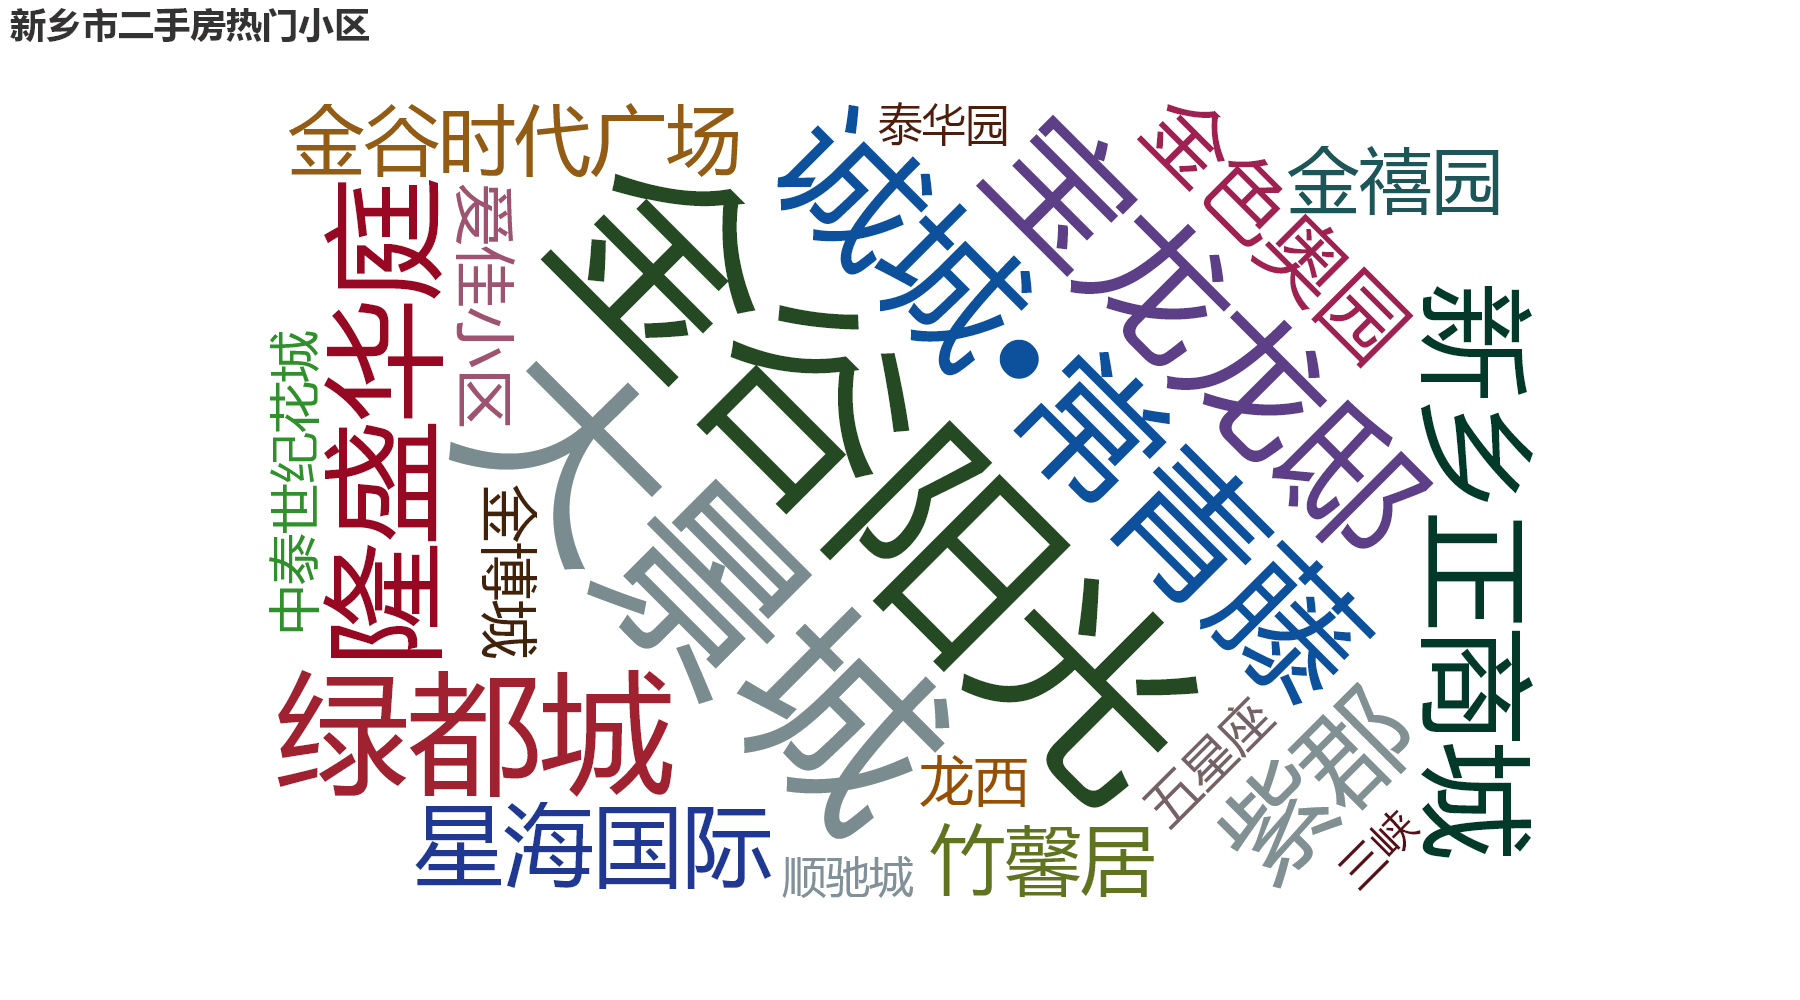 新乡市二手房热门小区
金谷时代广场
诚城·常青藤
泰华园
宝龙龙邸
金色奥园
金禧园
隆盛华庭
爱佳小区
金谷阳光
新乡正商城
中泰世纪花城
大景城
金博城
绿都城
星海国际
龙西
五星座
紫郡
顺驰城
竹馨居
三峡